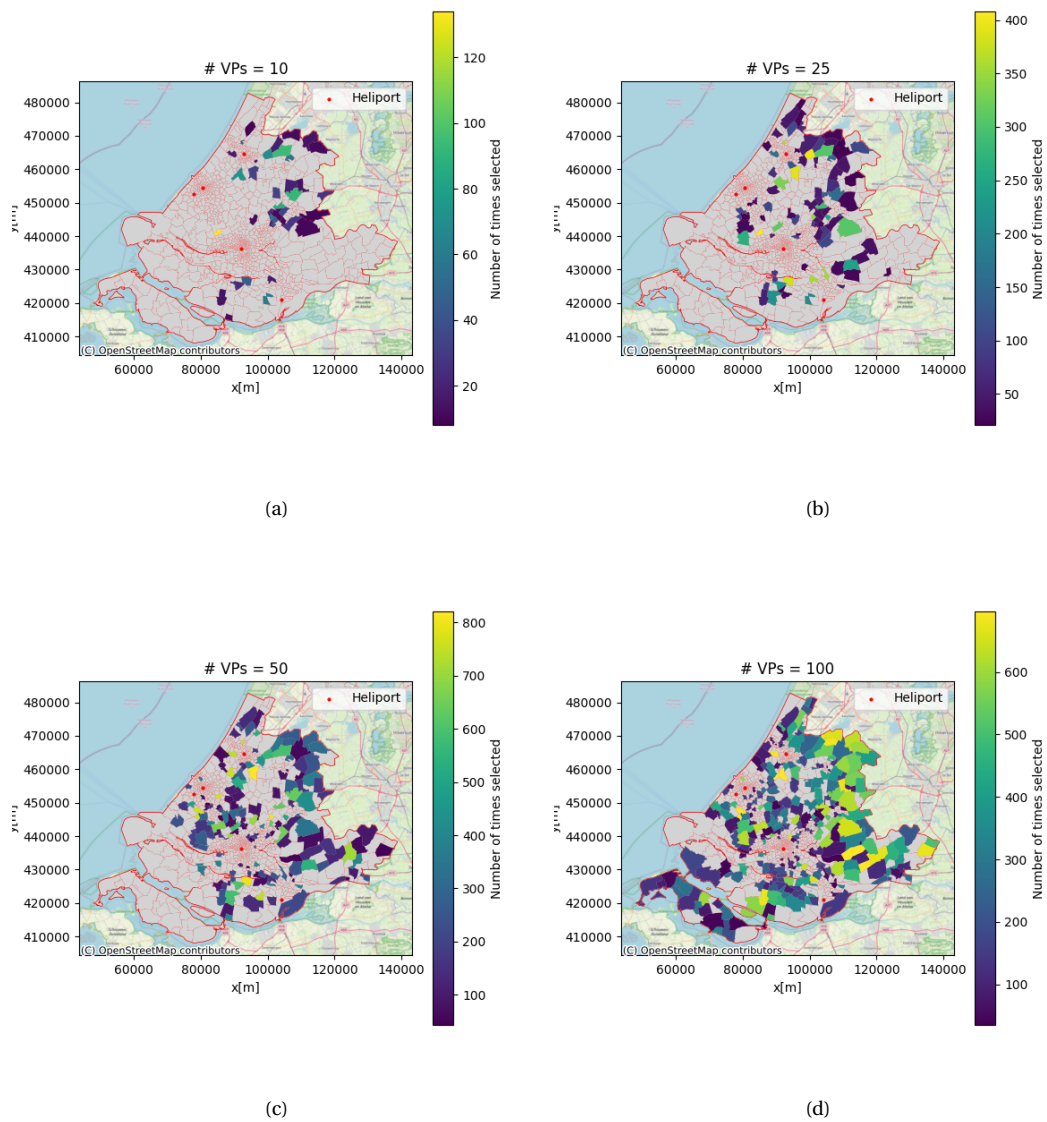 # VPs = 10
Heliport
480000
470000
460000
450000
440000
430000
420000
410000
y[m]
60000 80000 100000 120000 140000
x[m]
(C) OpenStreetMap contributors
120
100
80
60
40
20
Number of times selected
(a)
# VPs = 25
Heliport
480000
470000
460000
450000
440000
430000
420000
410000
y[m]
60000 80000 100000 120000 140000
x[m]
(C) OpenStreetMap contributors
400
350
300
250
200
150
100
50
Number of times selected
(b)
# VPs = 50
Heliport
480000
470000
460000
450000
440000
430000
420000
410000
y[m]
60000 80000 100000 120000 140000
x[m]
(C) OpenStreetMap contributors
800
700
600
500
400
300
200
100
Number of times selected
(c)
# VPs = 100
Heliport
480000
470000
460000
450000
440000
430000
420000
410000
y[m]
60000 80000 100000 120000 140000
x[m]
(C) OpenStreetMap contributors
600
500
400
300
200
100
Number of times selected
(d)